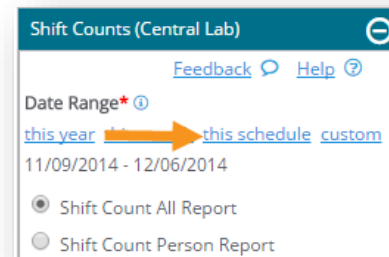 Shift Counts (Central Lab)
Feedback Help
Date Range*
this year this schedule custom
11/09/2014 - 12/06/2014
Shift Count All Report
Shift Count Person Report